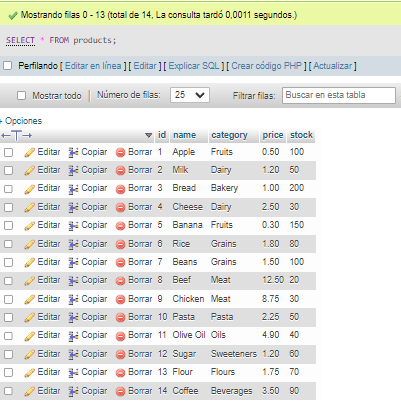 Mostrando filas 0 - 13 (total de 14, La consulta tardó 0,0011 segundos.)
SELECT * FROM products;
Perfilando [ Editar en línea ] [ Editar ] [ Explicar SQL ] [ Crear código PHP ] [ Actualizar ]
Mostrar todo | Número de filas: 25 Filtrar filas: Buscar en esta tabla
+ Opciones
←T→ id name category price stock
Editar Copiar Borrar 1 Apple Fruits 0.50 100
Editar Copiar Borrar 2 Milk Dairy 1.20 50
Editar Copiar Borrar 3 Bread Bakery 1.00 200
Editar Copiar Borrar 4 Cheese Dairy 2.50 30
Editar Copiar Borrar 5 Banana Fruits 0.30 150
Editar Copiar Borrar 6 Rice Grains 1.80 80
Editar Copiar Borrar 7 Beans Grains 1.50 100
Editar Copiar Borrar 8 Beef Meat 12.50 20
Editar Copiar Borrar 9 Chicken Meat 8.75 30
Editar Copiar Borrar 10 Pasta Pasta 2.25 50
Editar Copiar Borrar 11 Olive Oil Oils 4.90 40
Editar Copiar Borrar 12 Sugar Sweeteners 1.20 60
Editar Copiar Borrar 13 Flour Flours 1.75 70
Editar Copiar Borrar 14 Coffee Beverages 3.50 90